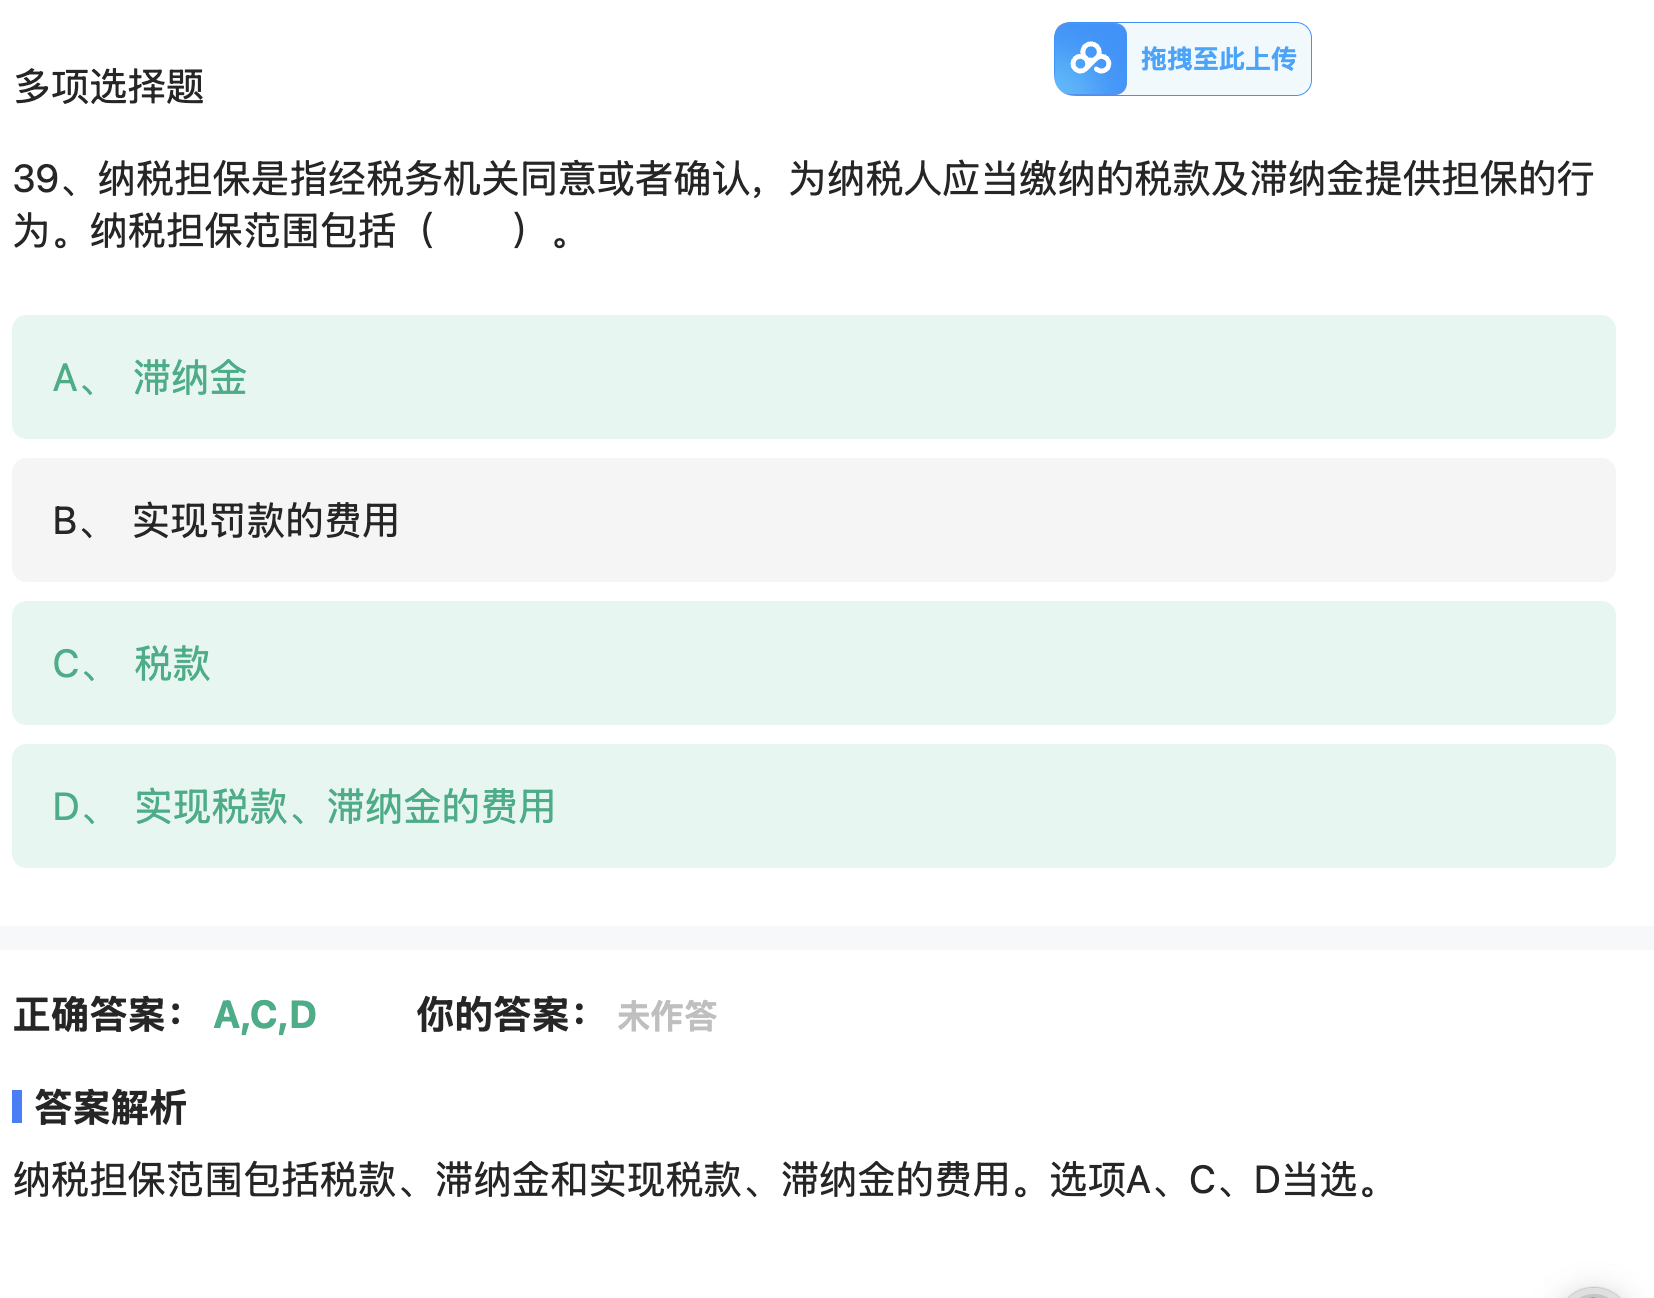 拖拽至此上传
多项选择题
39、纳税担保是指经税务机关同意或者确认，为纳税人应当缴纳的税款及滞纳金提供担保的行
为。纳税担保范围包括（　　）。
A、 滞纳金
B、 实现罚款的费用
C、 税款
D、 实现税款、滞纳金的费用
正确答案： A,C,D 你的答案： 未作答
答案解析
纳税担保范围包括税款、滞纳金和实现税款、滞纳金的费用。选项A、C、D当选。